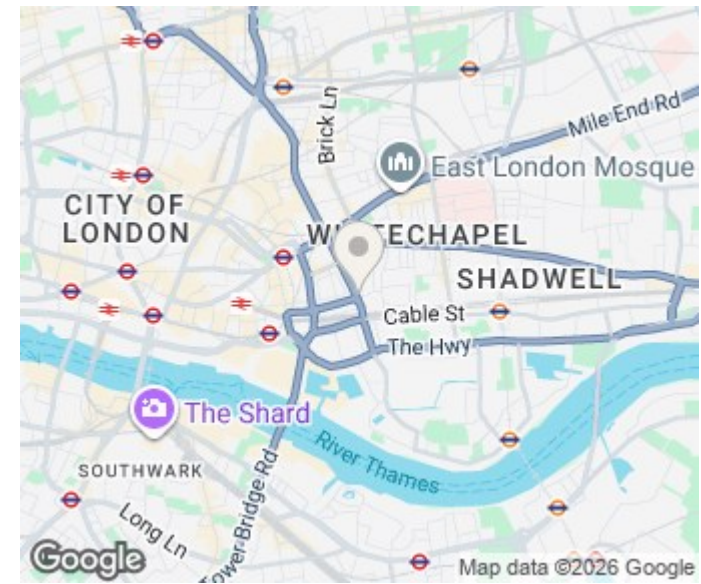 Brick Ln
Mile End Rd
East London Mosque
CITY OF
LONDON
WHITECHAPEL
SHADWELL
Cable St
The Hwy
The Shard
River Thames
SOUTHWARK
Tower Bridge Rd
Long Ln
Google
Map data ©2026 Google